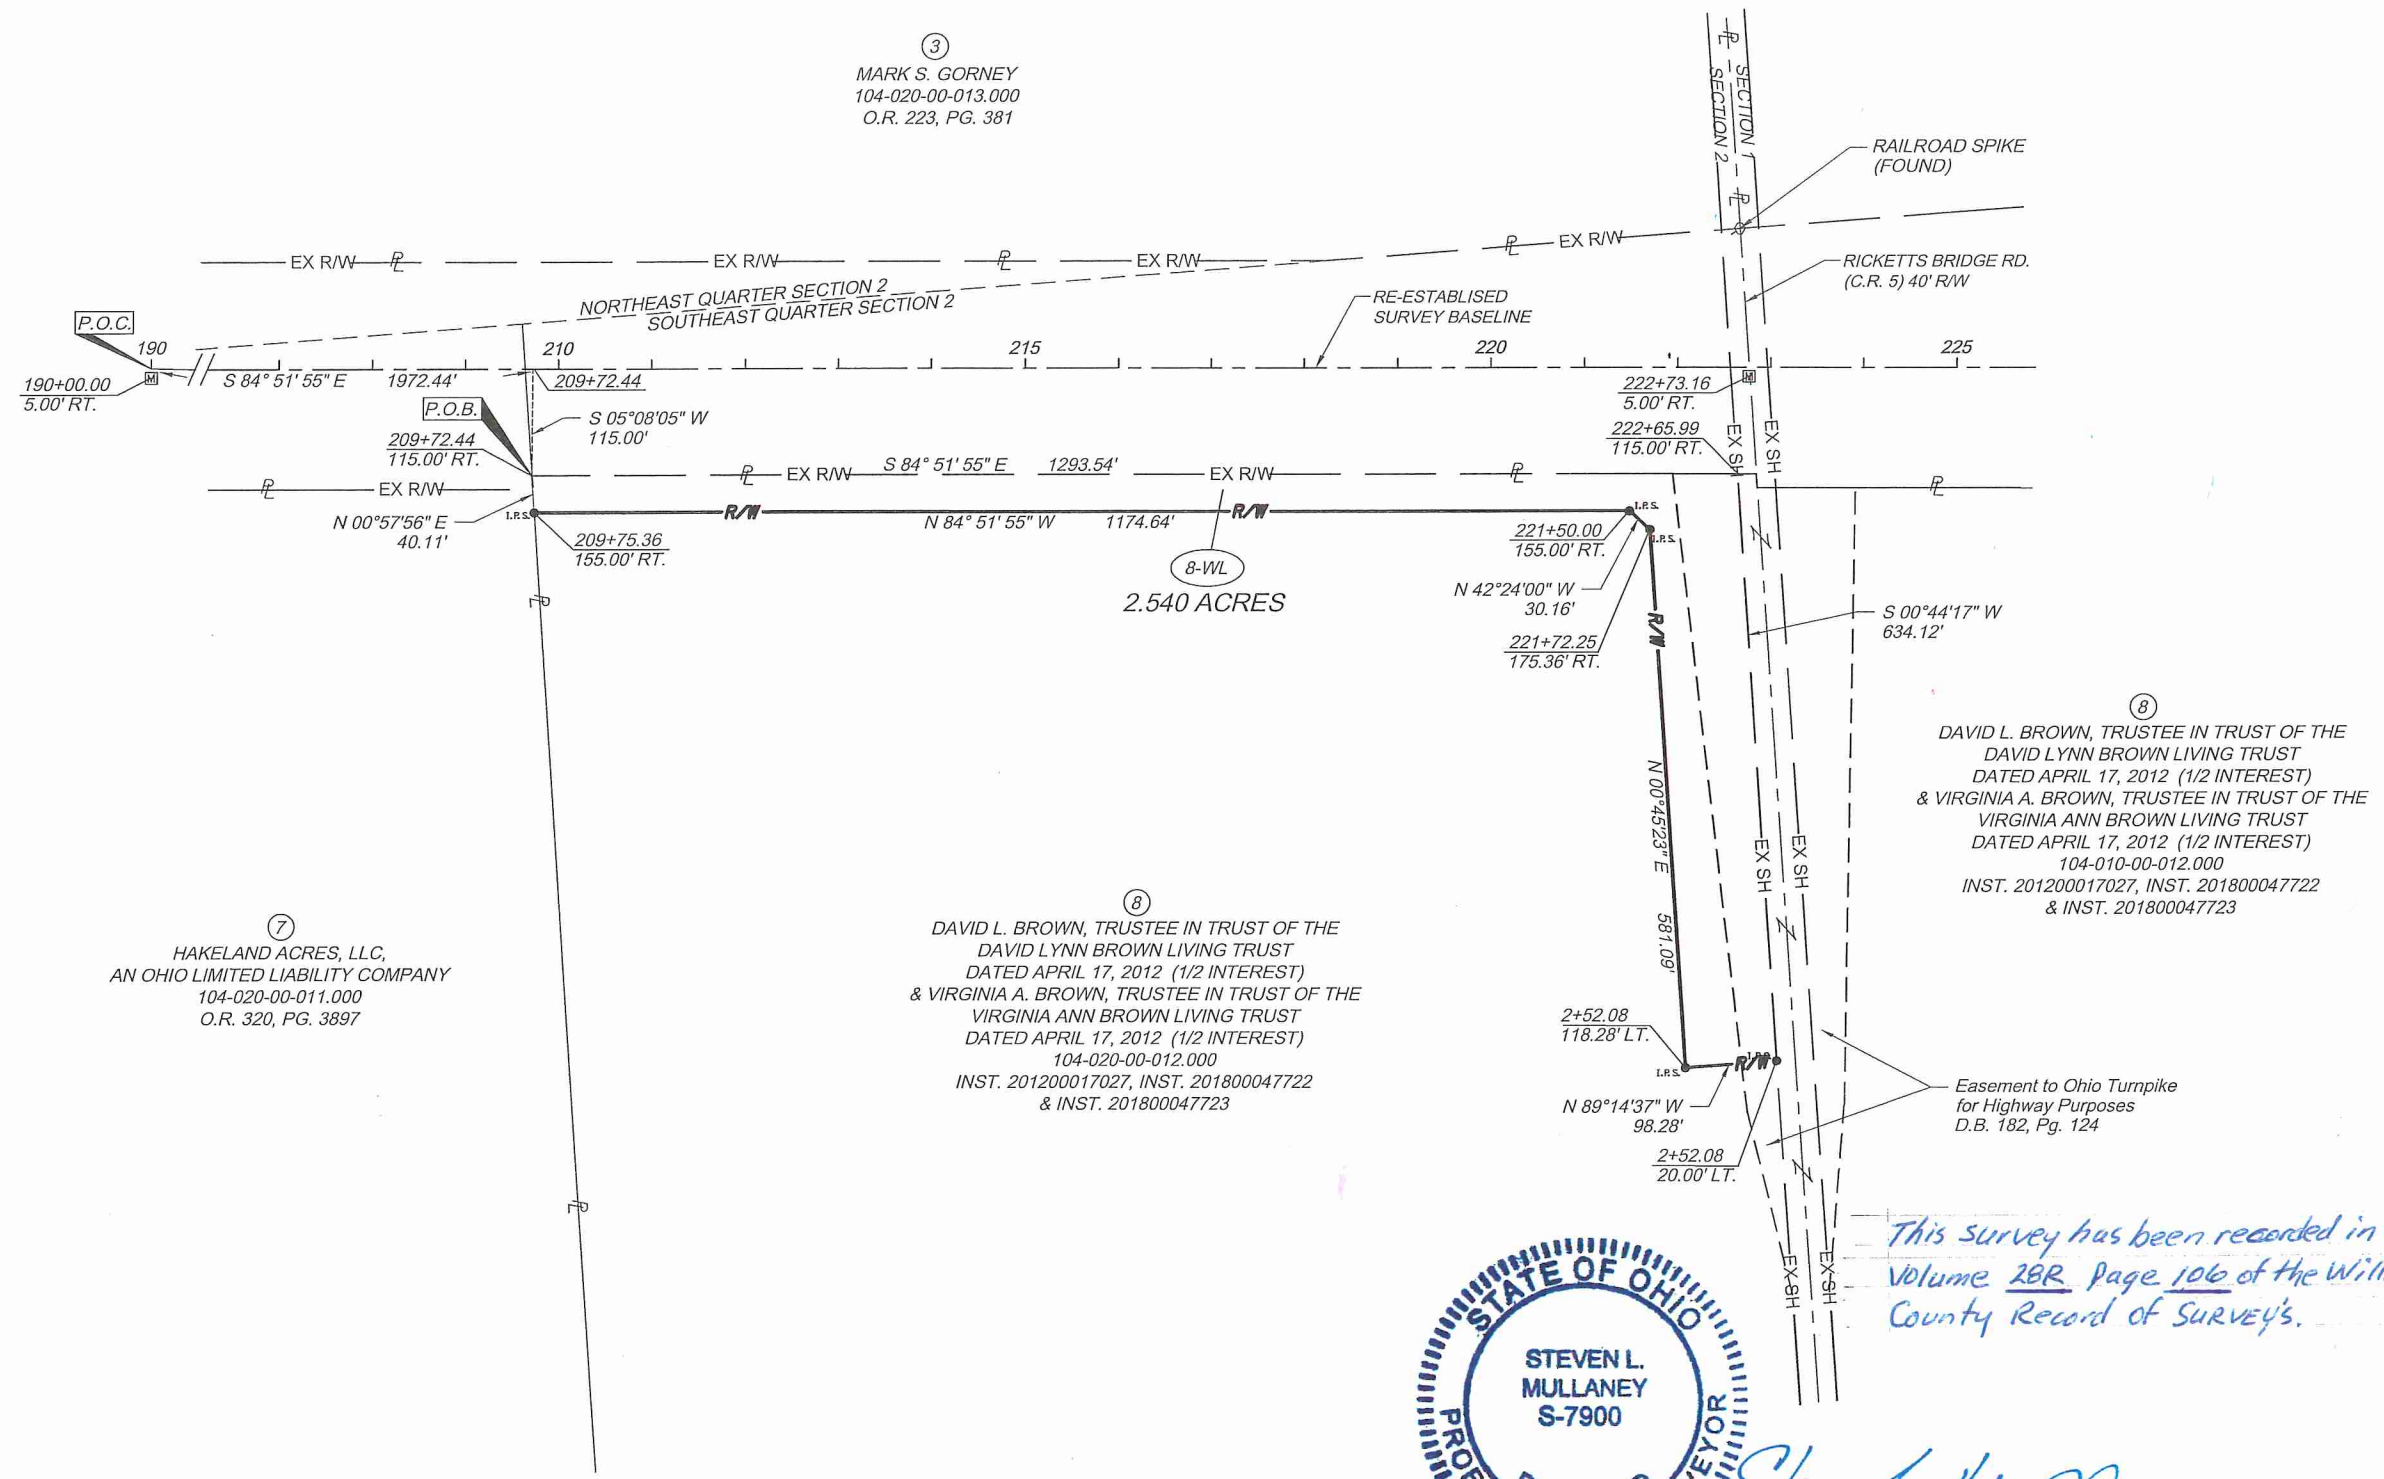 3
MARK S. GORNEY
104-020-00-013.000
O.R. 223, PG. 381
SECTION 2
SECTION 1
RAILROAD SPIKE
(FOUND)
EX R/W
EX R/W
EX R/W
EX R/W
RICKETTS BRIDGE RD.
(C.R. 5) 40' R/W
NORTHEAST QUARTER SECTION 2
SOUTHEAST QUARTER SECTION 2
RE-ESTABLISED
SURVEY BASELINE
P.O.C.
190
210
215
220
225
190+00.00
5.00' RT.
M
S 84° 51' 55" E 1972.44'
209+72.44
222+73.16
5.00' RT.
M
P.O.B.
S 05°08'05" W
115.00'
209+72.44
115.00' RT.
222+65.99
115.00' RT.
EX SH
EX SH
EX R/W
EX R/W
S 84° 51' 55" E 1293.54'
EX R/W
N 00°57'56" E
40.11'
I.P.S.
R/W
N 84° 51' 55" W 1174.64'
R/W
I.P.S.
I.P.S.
209+75.36
155.00' RT.
221+50.00
155.00' RT.
8-WL
2.540 ACRES
N 42°24'00" W
30.16'
221+72.25
175.36' RT.
R/W
S 00°44'17" W
634.12'
N 00°45'23" E 581.09'
8
DAVID L. BROWN, TRUSTEE IN TRUST OF THE
DAVID LYNN BROWN LIVING TRUST
DATED APRIL 17, 2012 (1/2 INTEREST)
& VIRGINIA A. BROWN, TRUSTEE IN TRUST OF THE
VIRGINIA ANN BROWN LIVING TRUST
DATED APRIL 17, 2012 (1/2 INTEREST)
104-010-00-012.000
INST. 201200017027, INST. 201800047722
& INST. 201800047723
EX SH
EX SH
7
HAKELAND ACRES, LLC,
AN OHIO LIMITED LIABILITY COMPANY
104-020-00-011.000
O.R. 320, PG. 3897
8
DAVID L. BROWN, TRUSTEE IN TRUST OF THE
DAVID LYNN BROWN LIVING TRUST
DATED APRIL 17, 2012 (1/2 INTEREST)
& VIRGINIA A. BROWN, TRUSTEE IN TRUST OF THE
VIRGINIA ANN BROWN LIVING TRUST
DATED APRIL 17, 2012 (1/2 INTEREST)
104-020-00-012.000
INST. 201200017027, INST. 201800047722
& INST. 201800047723
2+52.08
118.28' LT.
I.P.S.
R/W
N 89°14'37" W
98.28'
2+52.08
20.00' LT.
Easement to Ohio Turnpike
for Highway Purposes
D.B. 182, Pg. 124
EX SH
EX SH
This survey has been recorded in
Volume 28R Page 106 of the Will
County Record of SURVEY'S.
STATE OF OHIO
STEVEN L.
MULLANEY
S-7900